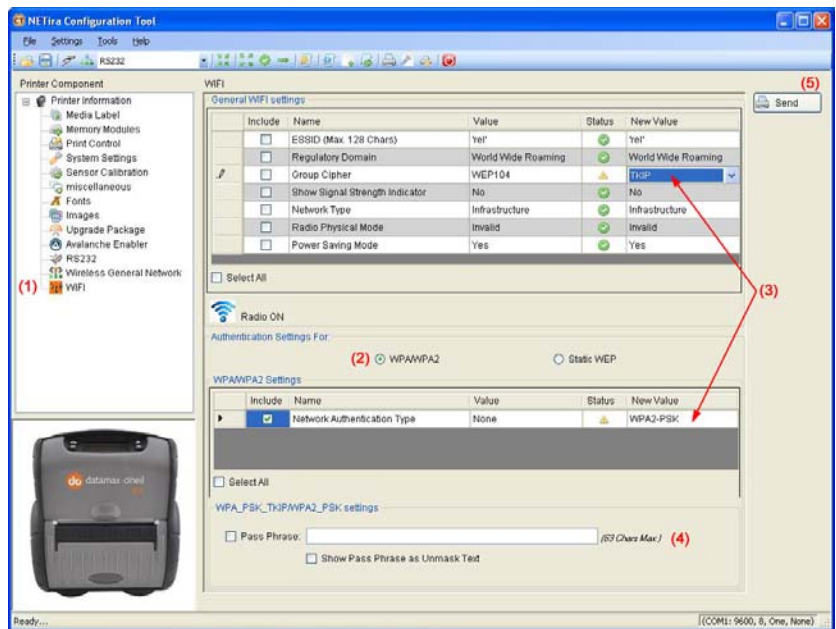 NETira Configuration Tool
File Settings Tools Help
RS232
Printer Component
Printer Information
Media Label
Memory Modules
Print Control
System Settings
Sensor Calibration
miscellaneous
Fonts
Images
Upgrade Package
Avalanche Enabler
RS232
Wireless General Network
(1) WIFI
WIFI
General WIFI settings
Include Name Value Status New Value
ESSID (Max. 128 Chars) 'rel' 'rel'
Regulatory Domain World Wide Roaming World Wide Roaming
Group Cipher WEP104 TKIP
Show Signal Strength Indicator No No
Network Type Infrastructure Infrastructure
Radio Physical Mode Invalid Invalid
Power Saving Mode Yes Yes
Select All
(3)
Radio ON
Authentication Settings For:
(2) WPA/WPA2 Static WEP
WPA/WPA2 Settings
Include Name Value Status New Value
Network Authentication Type None WPA2-PSK
Select All
WPA_PSK_TKIP/WPA2_PSK settings
Pass Phrase: (63 Chars Max.) (4)
Show Pass Phrase as Unmask Text
(5)
Send
do datamax·oneil
Ready...
(COM1: 9600, 8, One, None)